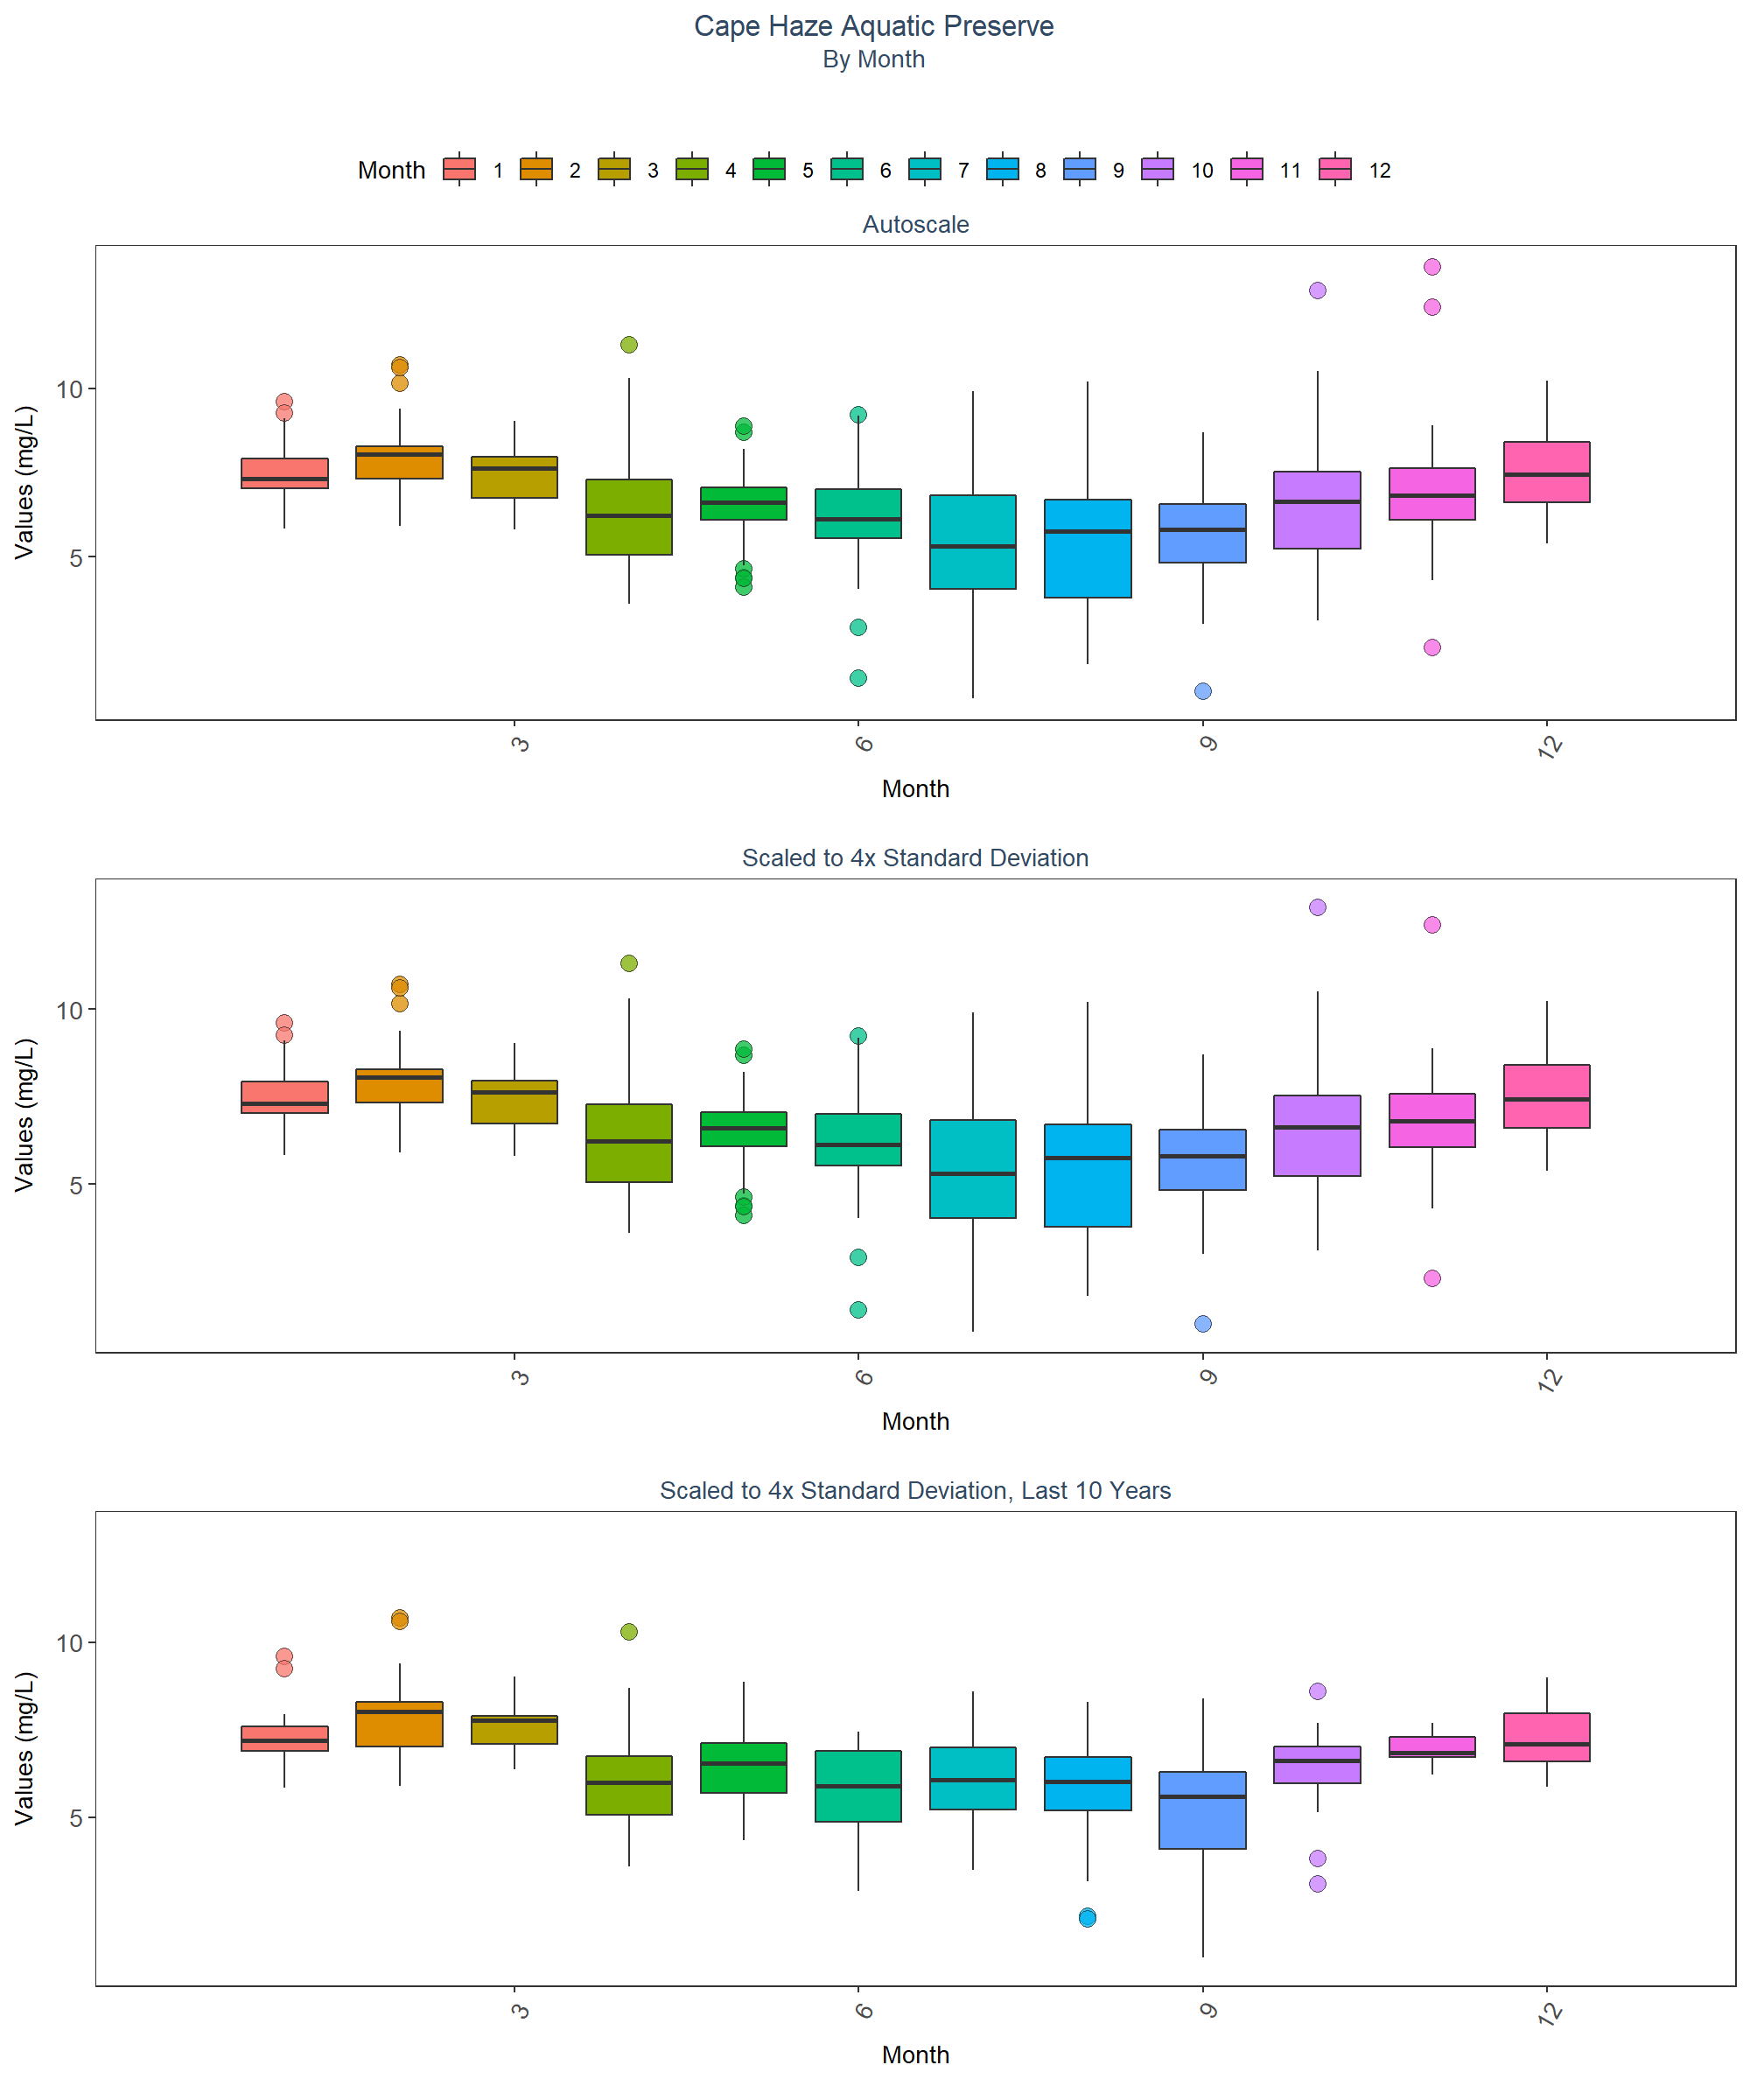 Cape Haze Aquatic Preserve
By Month
Month 1 2 3 4 5 6 7 8 9 10 11 12
Autoscale
Values (mg/L)
10
5
3 6 9 12
Month
Scaled to 4x Standard Deviation
Values (mg/L)
10
5
3 6 9 12
Month
Scaled to 4x Standard Deviation, Last 10 Years
Values (mg/L)
10
5
3 6 9 12
Month